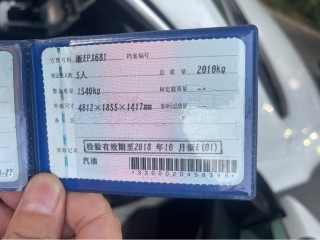 号牌号码 浙EPX681 档案编号
核定载人数 5人 总质量 2010kg
整备质量 1540kg 核定载质量 --
外廓尺寸 4812×1855×1417mm 准牵引总质量 --
备注
检验记录 检验有效期至2018 年10 月浙E(01)
汽油